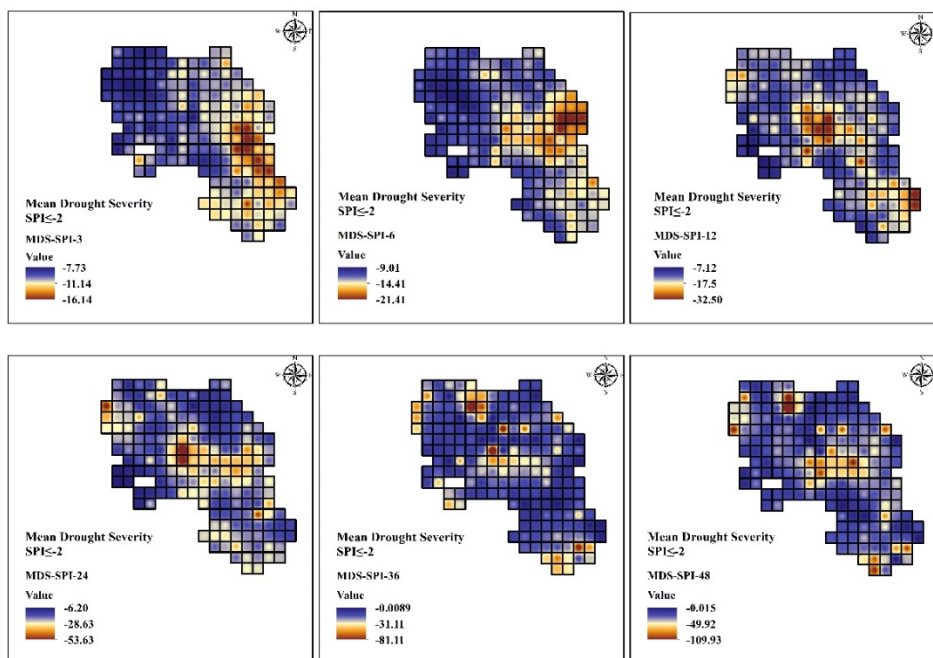 N
W
S
Mean Drought Severity
SPI≤-2
MDS-SPI-3
Value
-7.73
-11.14
-16.14
N
W
S
Mean Drought Severity
SPI≤-2
MDS-SPI-6
Value
-9.01
-14.41
-21.41
N
W
S
Mean Drought Severity
SPI≤-2
MDS-SPI-12
Value
-7.12
-17.5
-32.50
N
W
S
Mean Drought Severity
SPI≤-2
MDS-SPI-24
Value
-6.20
-28.63
-53.63
W
S
Mean Drought Severity
SPI≤-2
MDS-SPI-36
Value
-0.0089
-31.11
-81.11
W
S
Mean Drought Severity
SPI≤-2
MDS-SPI-48
Value
-0.015
-49.92
-109.93